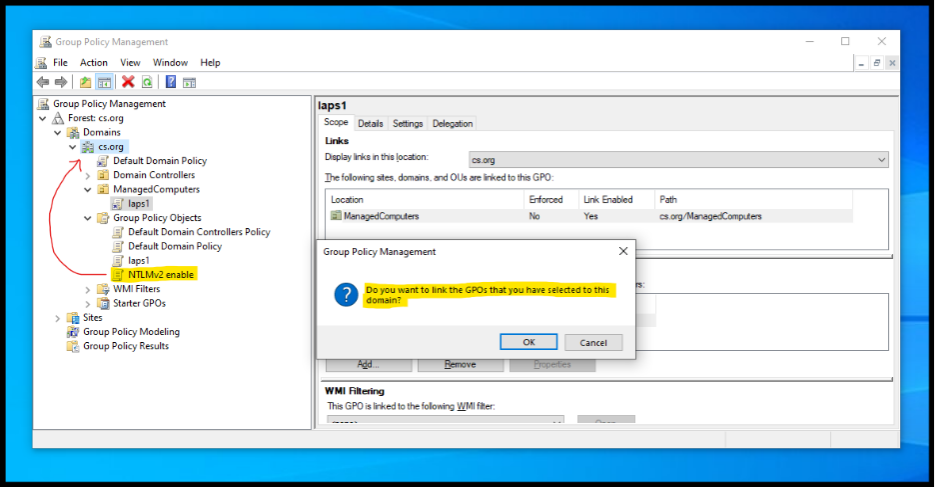 Group Policy Management
File Action View Window Help
Group Policy Management
Forest: cs.org
Domains
cs.org
Default Domain Policy
Domain Controllers
ManagedComputers
laps1
Group Policy Objects
Default Domain Controllers Policy
Default Domain Policy
laps1
NTLMv2 enable
WMI Filters
Starter GPOs
Sites
Group Policy Modeling
Group Policy Results
laps1
Scope Details Settings Delegation
Links
Display links in this location: cs.org
The following sites, domains, and OUs are linked to this GPO:
Location Enforced Link Enabled Path
ManagedComputers No Yes cs.org/ManagedComputers
Group Policy Management
Do you want to link the GPOs that you have selected to this
domain?
OK Cancel
Add... Remove Properties
WMI Filtering
This GPO is linked to the following WMI filter: